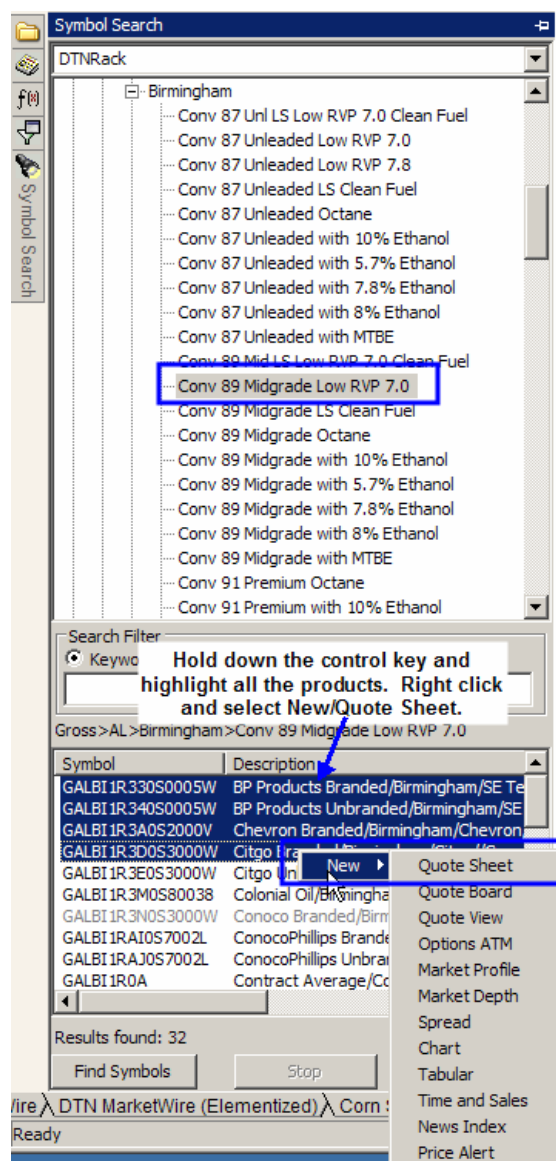 Symbol Search
DTNRack
Birmingham
Conv 87 Unl LS Low RVP 7.0 Clean Fuel
Conv 87 Unleaded Low RVP 7.0
Conv 87 Unleaded Low RVP 7.8
Conv 87 Unleaded LS Clean Fuel
Conv 87 Unleaded Octane
Conv 87 Unleaded with 10% Ethanol
Conv 87 Unleaded with 5.7% Ethanol
Conv 87 Unleaded with 7.8% Ethanol
Conv 87 Unleaded with 8% Ethanol
Conv 87 Unleaded with MTBE
Conv 89 Mid LS Low RVP 7.0 Clean Fuel
Conv 89 Midgrade Low RVP 7.0
Conv 89 Midgrade LS Clean Fuel
Conv 89 Midgrade Octane
Conv 89 Midgrade with 10% Ethanol
Conv 89 Midgrade with 5.7% Ethanol
Conv 89 Midgrade with 7.8% Ethanol
Conv 89 Midgrade with 8% Ethanol
Conv 89 Midgrade with MTBE
Conv 91 Premium Octane
Conv 91 Premium with 10% Ethanol
f(x)
Symbol Search
Search Filter
Keywo
Hold down the control key and
highlight all the products. Right click
and select New/Quote Sheet.
Gross>AL>Birmingham>Conv 89 Midgrade Low RVP 7.0
Symbol Description
GALBI1R330S0005W BP Products Branded/Birmingham/SE Te
GALBI1R340S0005W BP Products Unbranded/Birmingham/SE
GALBI1R3A0S2000V Chevron Branded/Birmingham/Chevron,
GALBI1R3D0S3000W Citgo
GALBI1R3E0S3000W Citgo
GALBI1R3M0S80038 Colonial Oil/Birmingha
GALBI1R3N0S3000W Conoco Branded/Birm
GALBI1RAI0S7002L ConocoPhillips Brande
GALBI1RAJ0S7002L ConocoPhillips Unbra
GALBI1R0A Contract Average/Co
New
Quote Sheet
Quote Board
Quote View
Options ATM
Market Profile
Market Depth
Spread
Chart
Tabular
Time and Sales
News Index
Price Alert
Results found: 32
Find Symbols Stop
/ire DTN MarketWire (Elementized) Corn
Ready